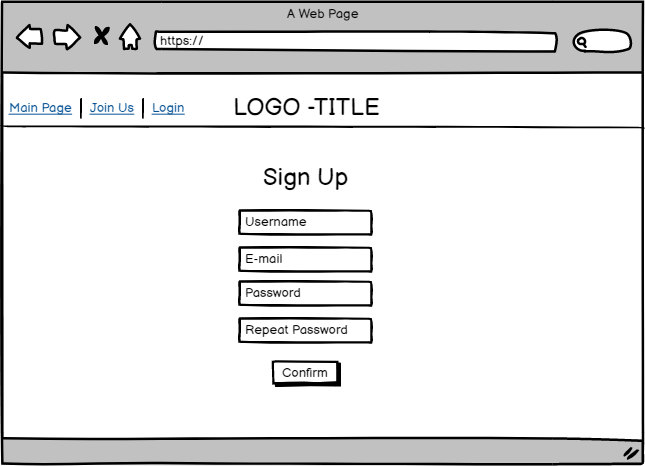 A Web Page
https://
Main Page | Join Us | Login
LOGO -TITLE
Sign Up
Username
E-mail
Password
Repeat Password
Confirm